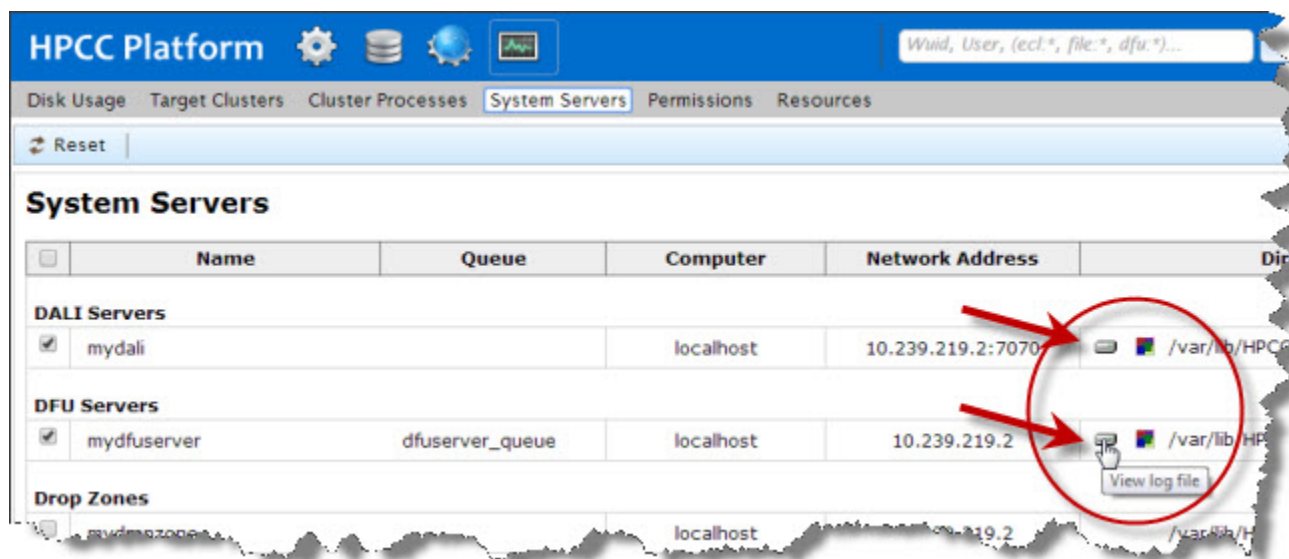 HPCC Platform Wuid, User, (ecl:*, file:*, dfu:*)...
Disk Usage Target Clusters Cluster Processes System Servers Permissions Resources
Reset
System Servers
Name Queue Computer Network Address
DALI Servers
mydali localhost 10.239.219.2:7070 /var/lib/HPCC
DFU Servers
mydfuserver dfuserver_queue localhost 10.239.219.2 /var/lib/HP
View log file
Drop Zones
localhost